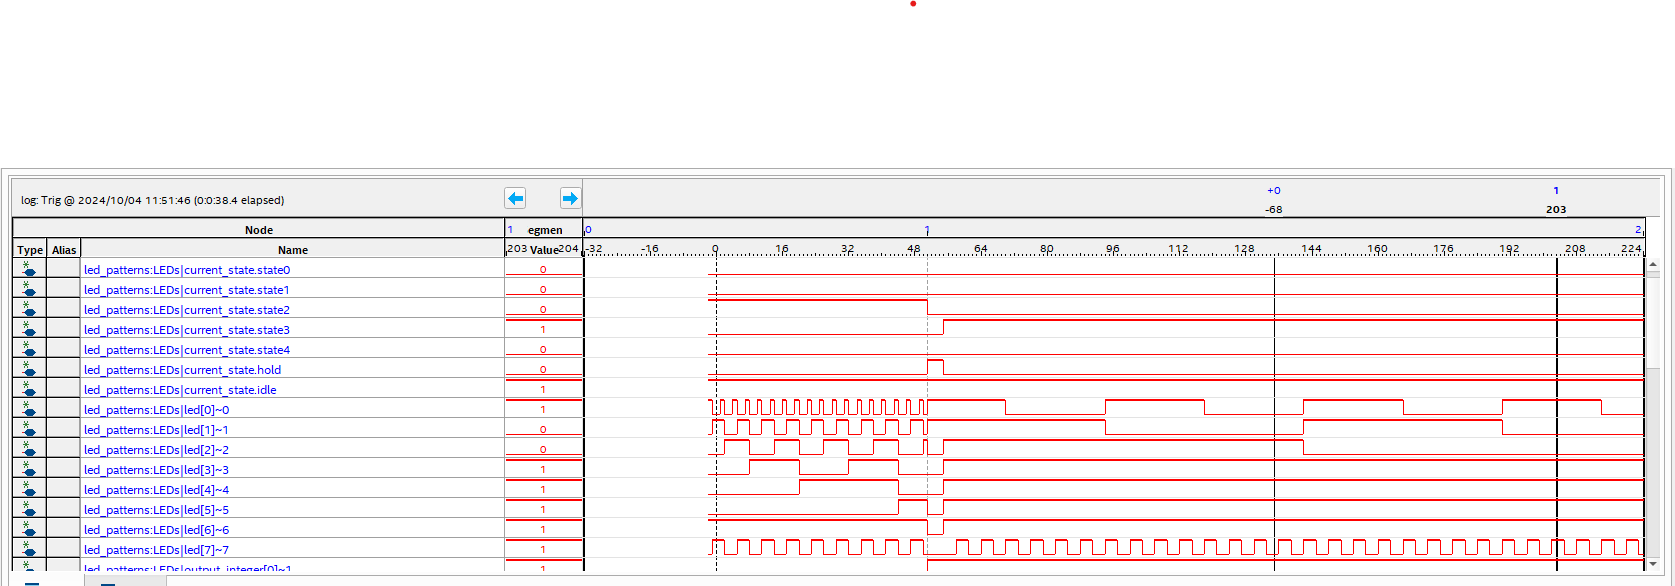 +0 1
log: Trig @ 2024/10/04 11:51:46 (0:0:38.4 elapsed)
-68 203
Node 1 egmen 0 1 2
Type Alias Name 203 Value 204 -32 -16 0 16 32 48 64 80 96 112 128 144 160 176 192 208 224
led_patterns:LEDs|current_state.state0 0
led_patterns:LEDs|current_state.state1 0
led_patterns:LEDs|current_state.state2 0
led_patterns:LEDs|current_state.state3 1
led_patterns:LEDs|current_state.state4 0
led_patterns:LEDs|current_state.hold 0
led_patterns:LEDs|current_state.idle 1
led_patterns:LEDs|led[0]~0 1
led_patterns:LEDs|led[1]~1 0
led_patterns:LEDs|led[2]~2 0
led_patterns:LEDs|led[3]~3 1
led_patterns:LEDs|led[4]~4 1
led_patterns:LEDs|led[5]~5 1
led_patterns:LEDs|led[6]~6 1
led_patterns:LEDs|led[7]~7 1
led_patterns:LEDs|output_integer[0]~1 1